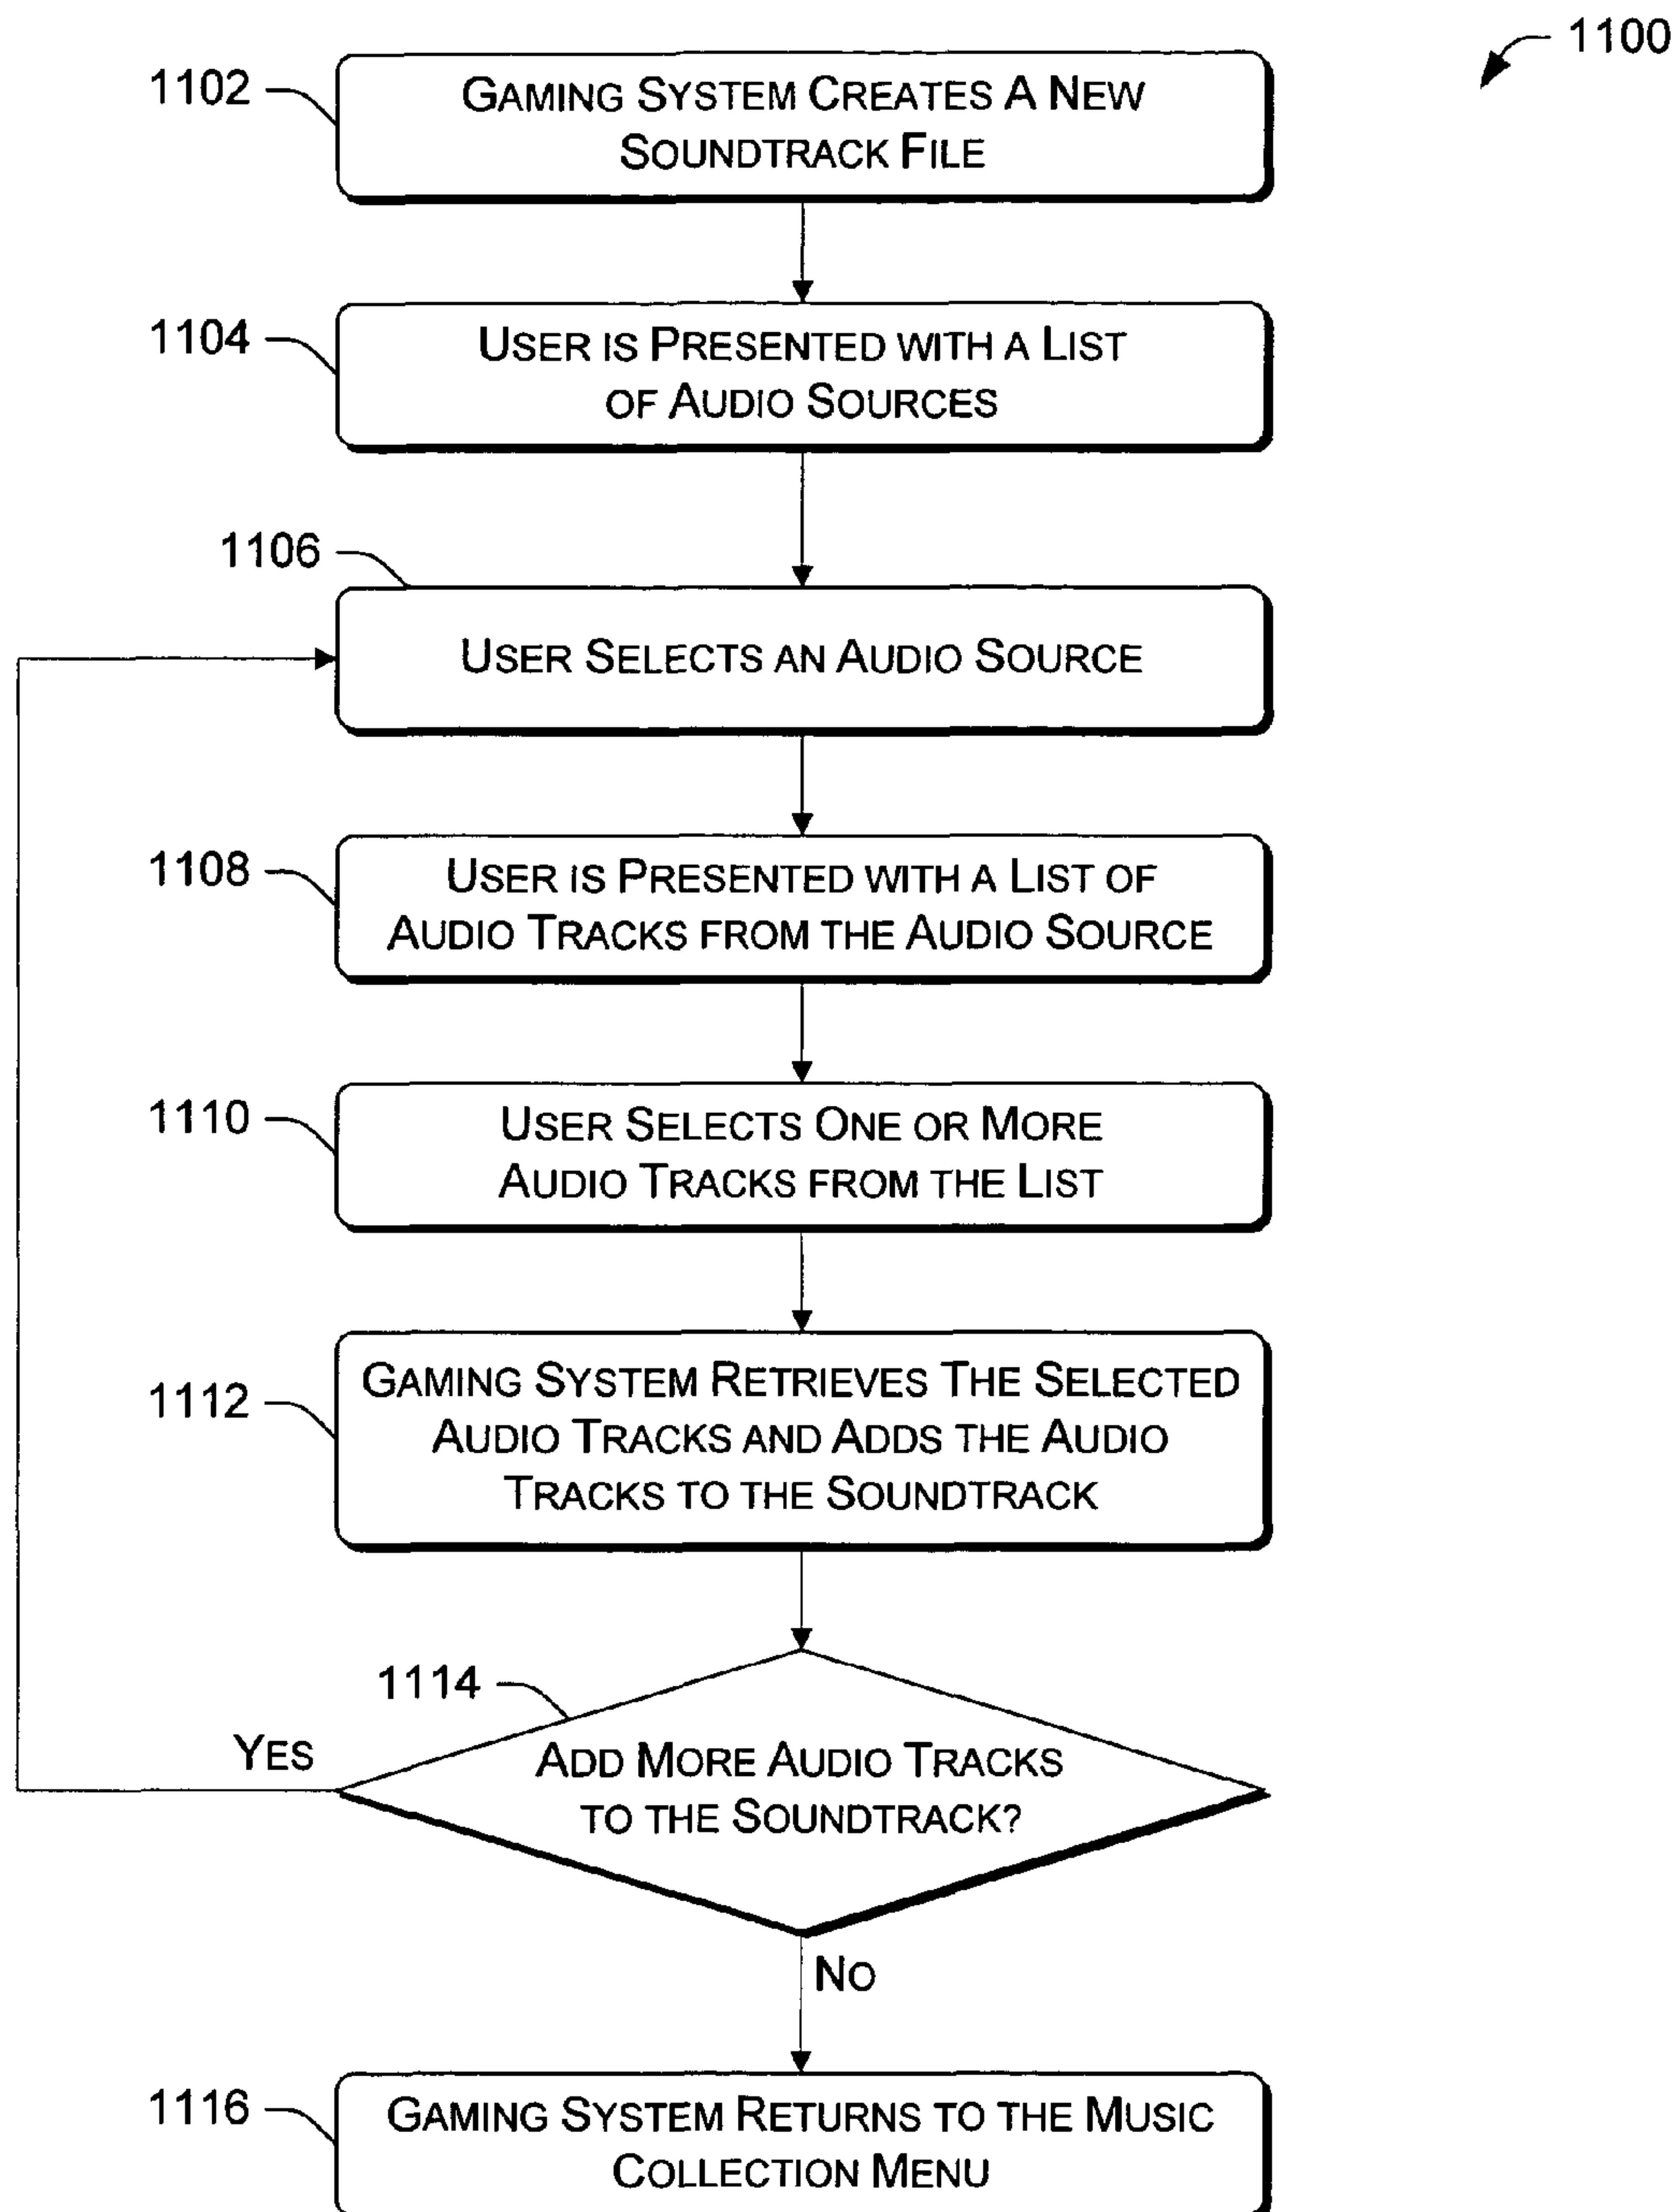 1100
1102
GAMING SYSTEM CREATES A NEW
SOUNDTRACK FILE
1104
USER IS PRESENTED WITH A LIST
OF AUDIO SOURCES
1106
USER SELECTS AN AUDIO SOURCE
1108
USER IS PRESENTED WITH A LIST OF
AUDIO TRACKS FROM THE AUDIO SOURCE
1110
USER SELECTS ONE OR MORE
AUDIO TRACKS FROM THE LIST
1112
GAMING SYSTEM RETRIEVES THE SELECTED
AUDIO TRACKS AND ADDS THE AUDIO
TRACKS TO THE SOUNDTRACK
1114
YES
ADD MORE AUDIO TRACKS
TO THE SOUNDTRACK?
NO
1116
GAMING SYSTEM RETURNS TO THE MUSIC
COLLECTION MENU